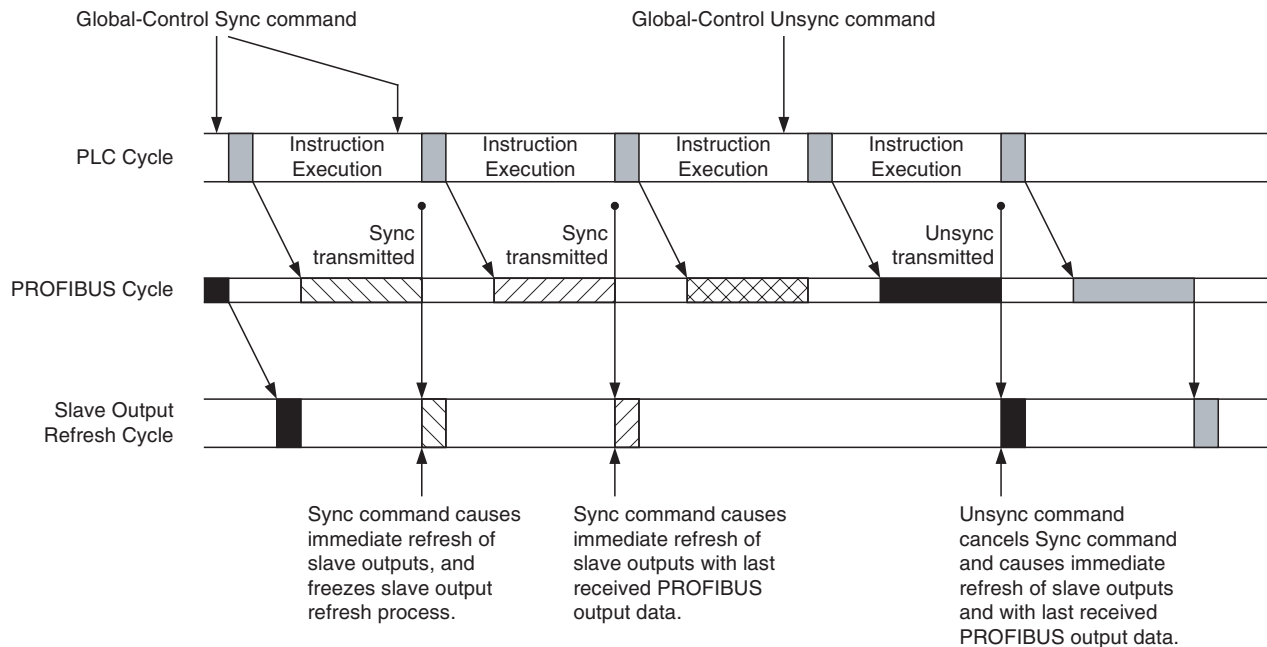 Global-Control Sync command
Global-Control Unsync command
PLC Cycle
Instruction
Execution
Instruction
Execution
Instruction
Execution
Instruction
Execution
Sync
transmitted
Sync
transmitted
Unsync
transmitted
PROFIBUS Cycle
Slave Output
Refresh Cycle
Sync command causes
immediate refresh of
slave outputs, and
freezes slave output
refresh process.
Sync command causes
immediate refresh of
slave outputs with last
received PROFIBUS
output data.
Unsync command
cancels Sync command
and causes immediate
refresh of slave outputs
and with last received
PROFIBUS output data.